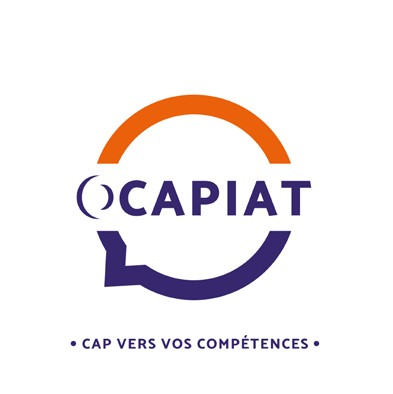 OCAPIAT
• CAP VERS VOS COMPÉTENCES •